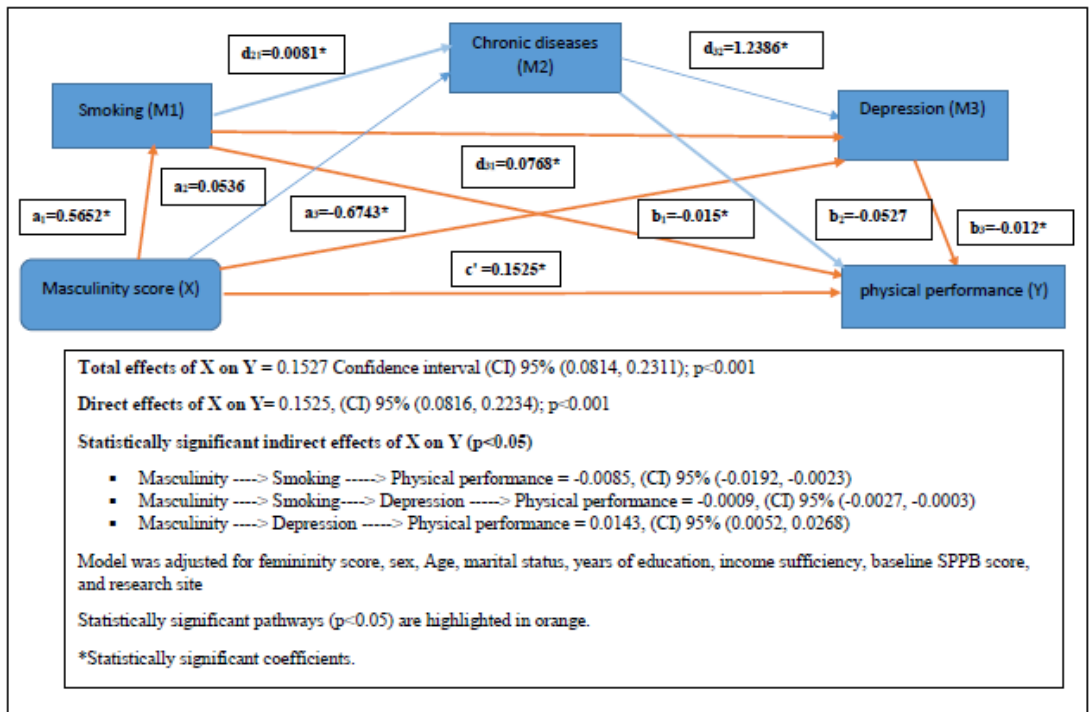 d₂₁=0.0081*
Chronic diseases
(M2)
d₃₂=1.2386*
Smoking (M1)
Depression (M3)
d₃₁=0.0768*
a₂=0.0536
a₁=0.5652*
a₃=-0.6743*
b₁=-0.015*
b₂=-0.0527
b₃=-0.012*
c' =0.1525*
Masculinity score (X)
physical performance (Y)
Total effects of X on Y = 0.1527 Confidence interval (CI) 95% (0.0814, 0.2311); p<0.001
Direct effects of X on Y= 0.1525, (CI) 95% (0.0816, 0.2234); p<0.001
Statistically significant indirect effects of X on Y (p<0.05)
▪ Masculinity ----> Smoking -----> Physical performance = -0.0085, (CI) 95% (-0.0192, -0.0023)
▪ Masculinity ----> Smoking----> Depression -----> Physical performance = -0.0009, (CI) 95% (-0.0027, -0.0003)
▪ Masculinity ----> Depression -----> Physical performance = 0.0143, (CI) 95% (0.0052, 0.0268)
Model was adjusted for femininity score, sex, Age, marital status, years of education, income sufficiency, baseline SPPB score,
and research site
Statistically significant pathways (p<0.05) are highlighted in orange.
*Statistically significant coefficients.